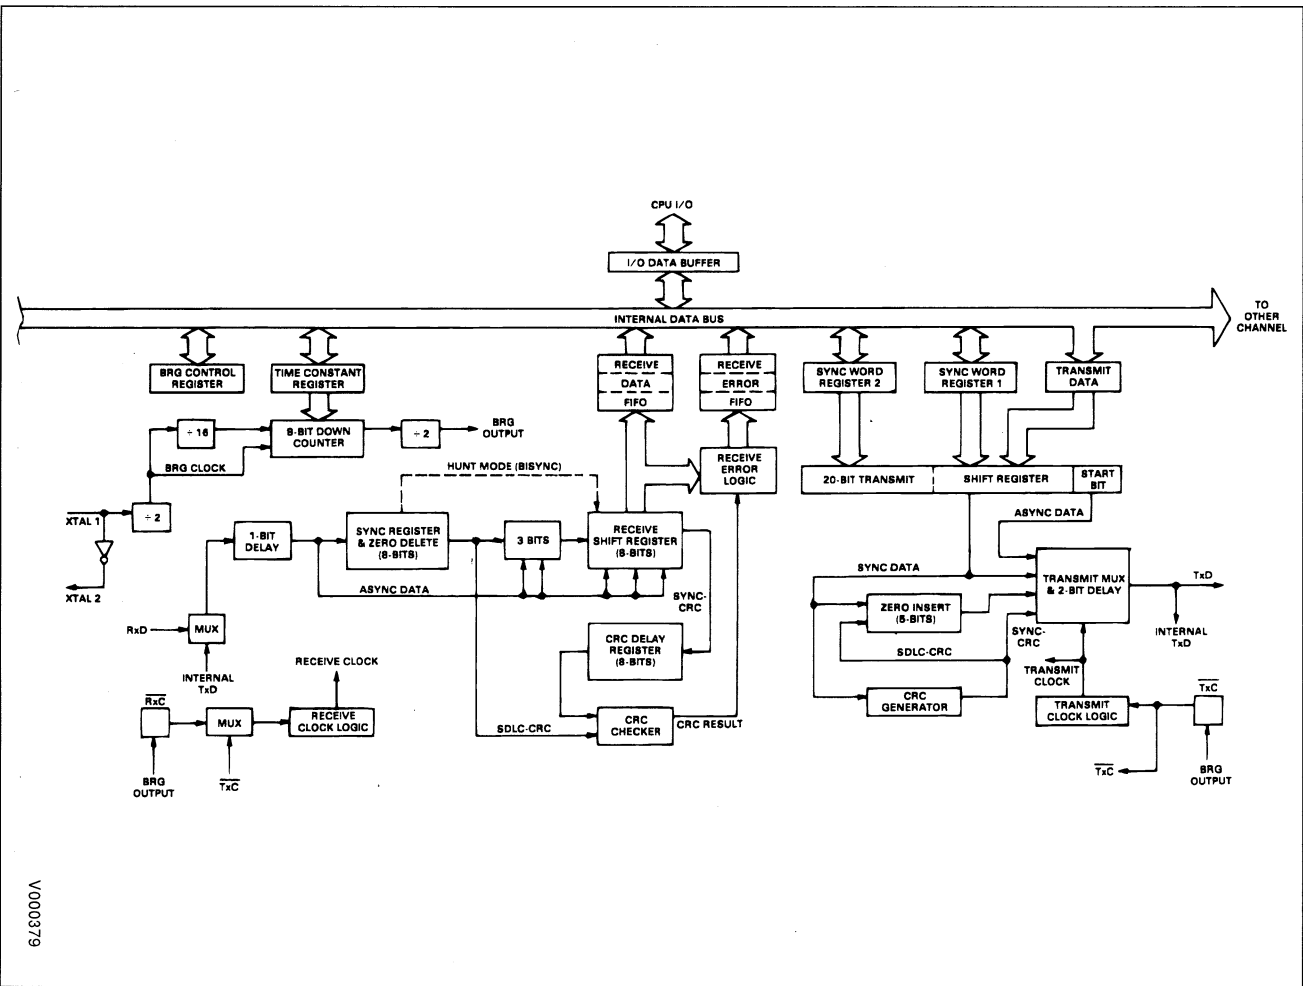 CPU I/O
I/O DATA BUFFER
INTERNAL DATA BUS
TO
OTHER
CHANNEL
BRG CONTROL
REGISTER
TIME CONSTANT
REGISTER
RECEIVE
DATA
FIFO
RECEIVE
ERROR
FIFO
SYNC WORD
REGISTER 2
SYNC WORD
REGISTER 1
TRANSMIT
DATA
÷ 16
8-BIT DOWN
COUNTER
÷ 2
BRG
OUTPUT
BRG CLOCK
HUNT MODE (BISYNC)
RECEIVE
ERROR
LOGIC
20-BIT TRANSMIT
SHIFT REGISTER
START
BIT
XTAL 1
÷ 2
XTAL 2
1-BIT
DELAY
SYNC REGISTER
& ZERO DELETE
(8-BITS)
3 BITS
RECEIVE
SHIFT REGISTER
(8-BITS)
ASYNC DATA
ASYNC DATA
SYNC DATA
TRANSMIT MUX
& 2-BIT DELAY
TxD
INTERNAL
TxD
RxD
MUX
INTERNAL
TxD
SYNC-
CRC
CRC DELAY
REGISTER
(8-BITS)
ZERO INSERT
(5-BITS)
SYNC-
CRC
SDLC-CRC
TRANSMIT
CLOCK
CRC
GENERATOR
TRANSMIT
CLOCK LOGIC
TxC
RECEIVE CLOCK
RxC
MUX
RECEIVE
CLOCK LOGIC
SDLC-CRC
CRC
CHECKER
CRC RESULT
BRG
OUTPUT
TxC
TxC
BRG
OUTPUT
V000379